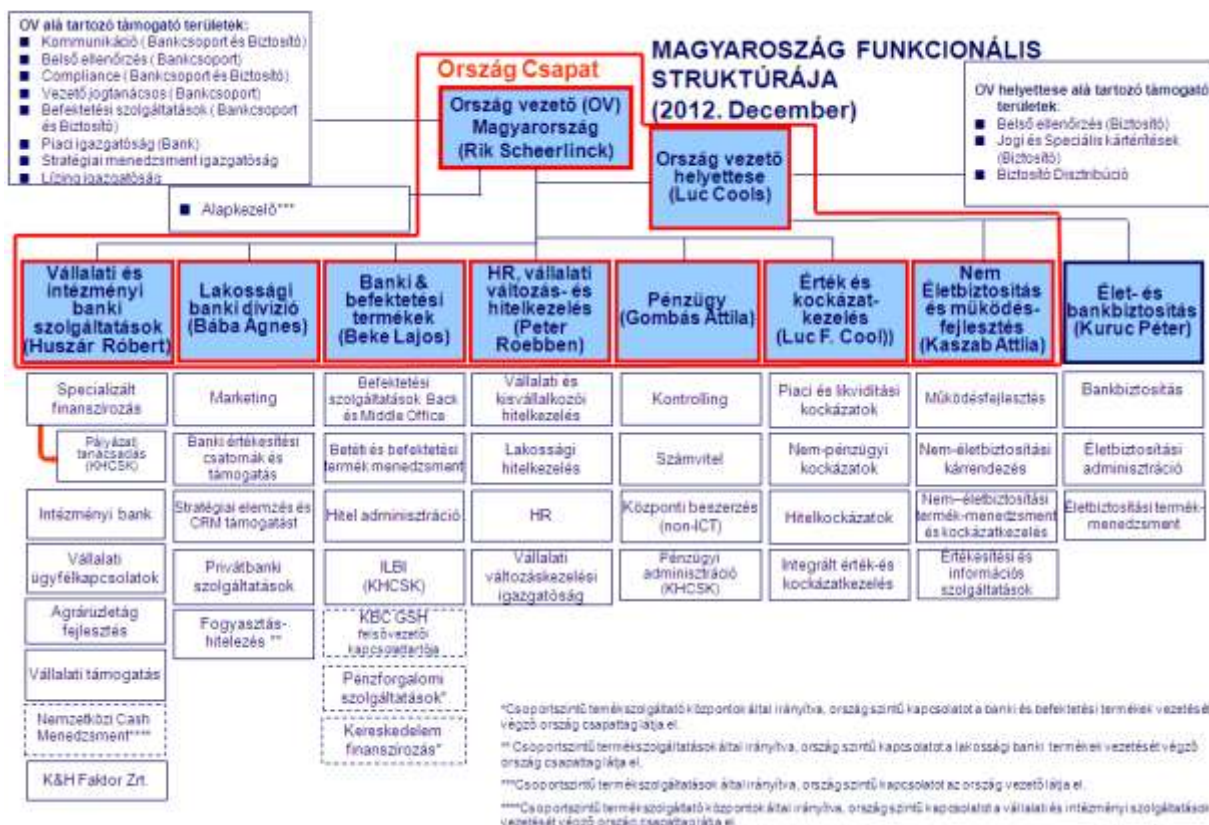 OV alá tartozó támogató területek:
Kommunikáció (Bankcsoport és Biztosító)
Belső ellenőrzés (Bankcsoport)
Compliance (Bankcsoport és Biztosító)
Vezető jogtanácsos (Bankcsoport)
Befektetési szolgáltatások (Bankcsoport
és Biztosító)
Piaci igazgatóság (Bank)
Stratégiai menedzsment igazgatóság
Lízing igazgatóság
Alapkezelő***
Ország Csapat
MAGYAROSZÁG FUNKCIONÁLIS
STRUKTÚRÁJA
(2012. December)
Ország vezető (OV)
Magyarország
(Rik Scheerlinck)
Ország vezető
helyettese
(Luc Cools)
OV helyettese alá tartozó támogató
területek:
Belső ellenőrzés (Biztosító)
Jogi és Speciális kártérítések
(Biztosító)
Biztosító Disztribúció
Vállalati és
intézményi
banki
szolgáltatások
(Huszár Róbert)
Specializált
finanszírozás
Pályázati
tanácsadás
(KHCSK)
Intézményi bank
Vállalati
ügyfélkapcsolatok
Agrárüzletág
fejlesztés
Vállalati támogatás
Nemzetközi Cash
Menedzsment****
K&H Faktor Zrt.
Lakossági
banki divízió
(Bába Ágnes)
Marketing
Banki értékesítési
csatornák és
támogatás
Stratégiai elemzés és
CRM támogatást
Privátbanki
szolgáltatások
Fogyasztás-
hitelezés **
Banki &
befektetési
termékek
(Beke Lajos)
Befektetési
szolgáltatások Back
és Middle Office
Betéti és befektetési
termék menedzsment
Hitel adminisztráció
ILBI
(KHCSK)
KBC GSH
felsővezetői
kapcsolattartója
Pénzforgalomi
szolgáltatások*
Kereskedelem
finanszírozás*
HR, vállalati
változás- és
hitelkezelés
(Peter
Roebben)
Vállalati és
kisvállalkozói
hitelkezelés
Lakossági
hitelkezelés
HR
Vállalati
változáskezelési
igazgatóság
Pénzügy
(Gombás Attila)
Kontrolling
Számvitel
Központi beszerzés
(non-ICT)
Pénzügyi
adminisztráció
(KHCSK)
Érték és
kockázat-
kezelés
(Luc F. Cool))
Piaci és likviditási
kockázatok
Nem-pénzügyi
kockázatok
Hitelkockázatok
Integrált érték-és
kockázatkezelés
Nem
Életbiztosítás
és működés-
fejlesztés
(Kaszab Attila)
Működésfejlesztés
Nem-életbiztosítási
kárrendezés
Nem–életbiztosítási
termék-menedzsment
és kockázatkezelés
Értékesítési és
információs
szolgáltatások
Élet- és
bankbiztosítás
(Kuruc Péter)
Bankbiztosítás
Életbiztosítási
adminisztráció
Életbiztosítási termék-
menedzsment
*Csoportszintű termékszolgáltató központok által irányítva, ország szintű kapcsolatot a banki és befektetési termékek vezetését
végző ország csapattag látja el.
** Csoportszintű termékszolgáltatások által irányítva, ország szintű kapcsolatot a lakossági banki termékek vezetését végző
ország csapattag látja el.
***Csoportszintű termékszolgáltatások által irányítva, ország szintű kapcsolatot az ország vezető látja el.
****Csoportszintű termékszolgáltató központok által irányítva, ország szintű kapcsolatot a vállalati és intézményi szolgáltatások
vezetését végző ország csapattag látja el.